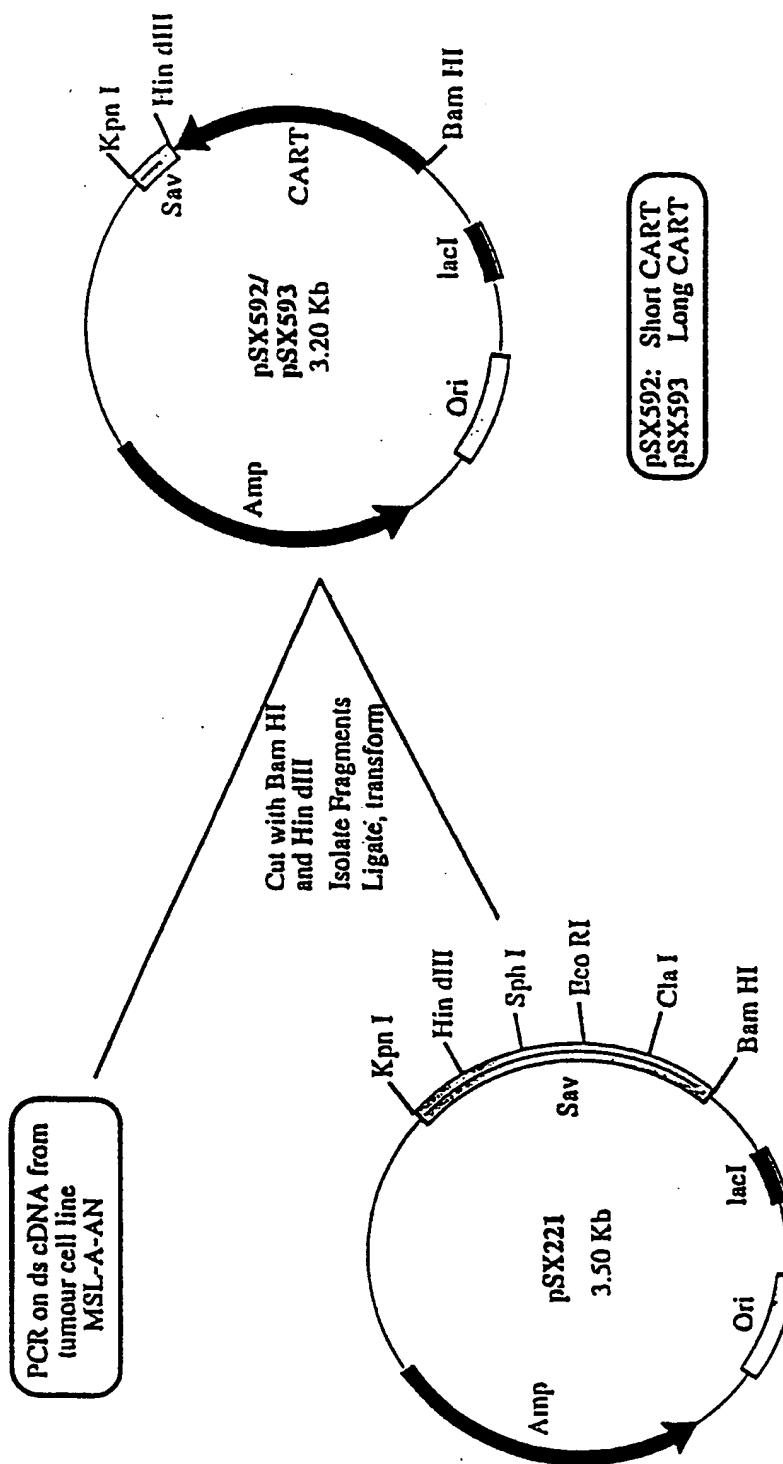 PCR on ds cDNA from
tumour cell line
MSL-A-AN
Cut with Bam HI
and Hin dIII
Isolate Fragments
Ligate, transform
Kpn I
Hin dIII
Sph I
Eco RI
Cla I
Bam HI
Sav
lacI
Ori
Amp
pSX221
3.50 Kb
Kpn I
Hin dIII
Sav
CART
Bam HI
lacI
Ori
Amp
pSX592/
pSX593
3.20 Kb
pSX592: Short CART
pSX593 Long CART